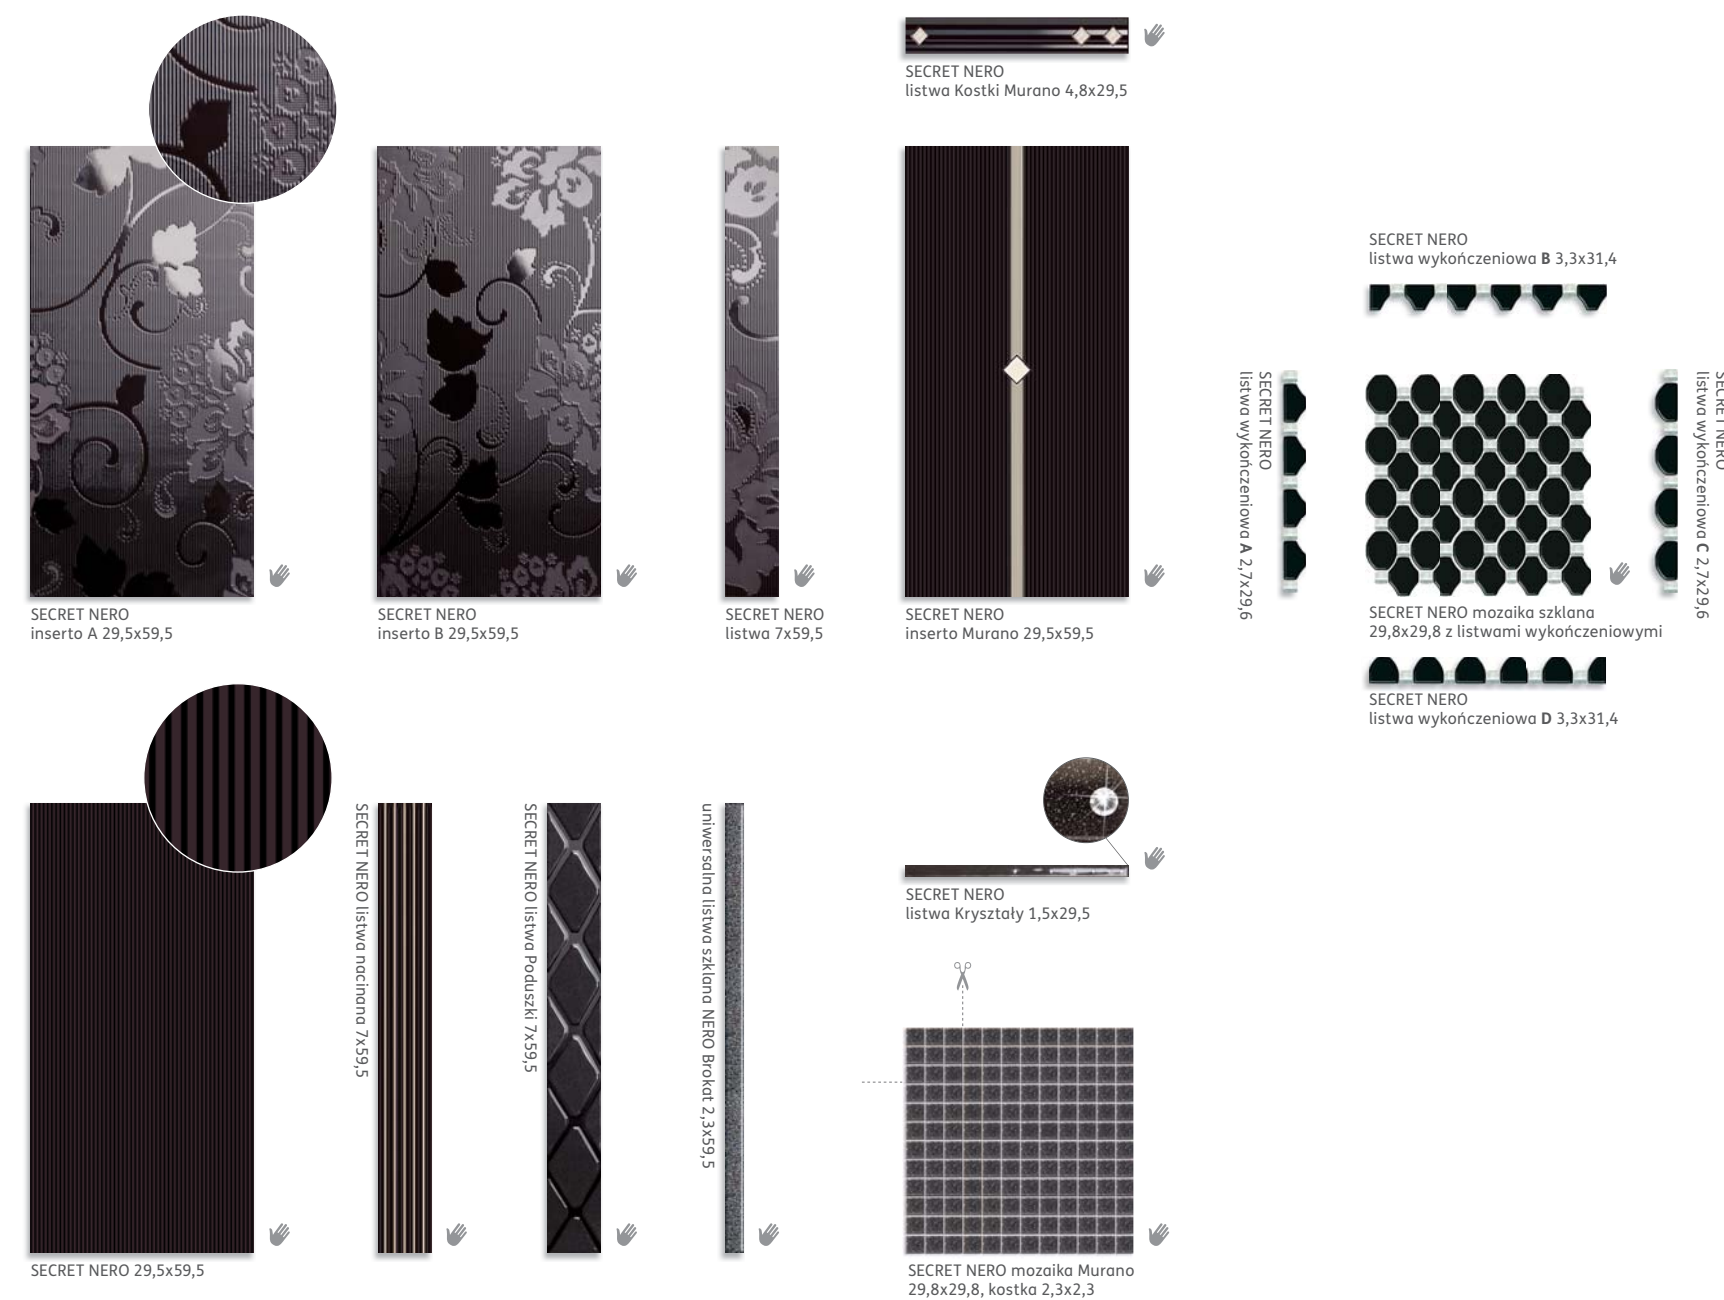 SECRET NERO
listwa Kostki Murano 4,8x29,5
SECRET NERO
inserto A 29,5x59,5
SECRET NERO
inserto B 29,5x59,5
SECRET NERO
listwa 7x59,5
SECRET NERO
inserto Murano 29,5x59,5
SECRET NERO
listwa wykończeniowa B 3,3x31,4
SECRET NERO
listwa wykończeniowa A 2,7x29,6
SECRET NERO
listwa wykończeniowa C 2,7x29,6
SECRET NERO mozaika szklana
29,8x29,8 z listwami wykończeniowymi
SECRET NERO
listwa wykończeniowa D 3,3x31,4
SECRET NERO 29,5x59,5
SECRET NERO listwa nacinana 7x59,5
SECRET NERO listwa Poduszki 7x59,5
uniwersalna listwa szklana NERO Brokat 2,3x59,5
SECRET NERO
listwa Kryształy 1,5x29,5
SECRET NERO mozaika Murano
29,8x29,8, kostka 2,3x2,3